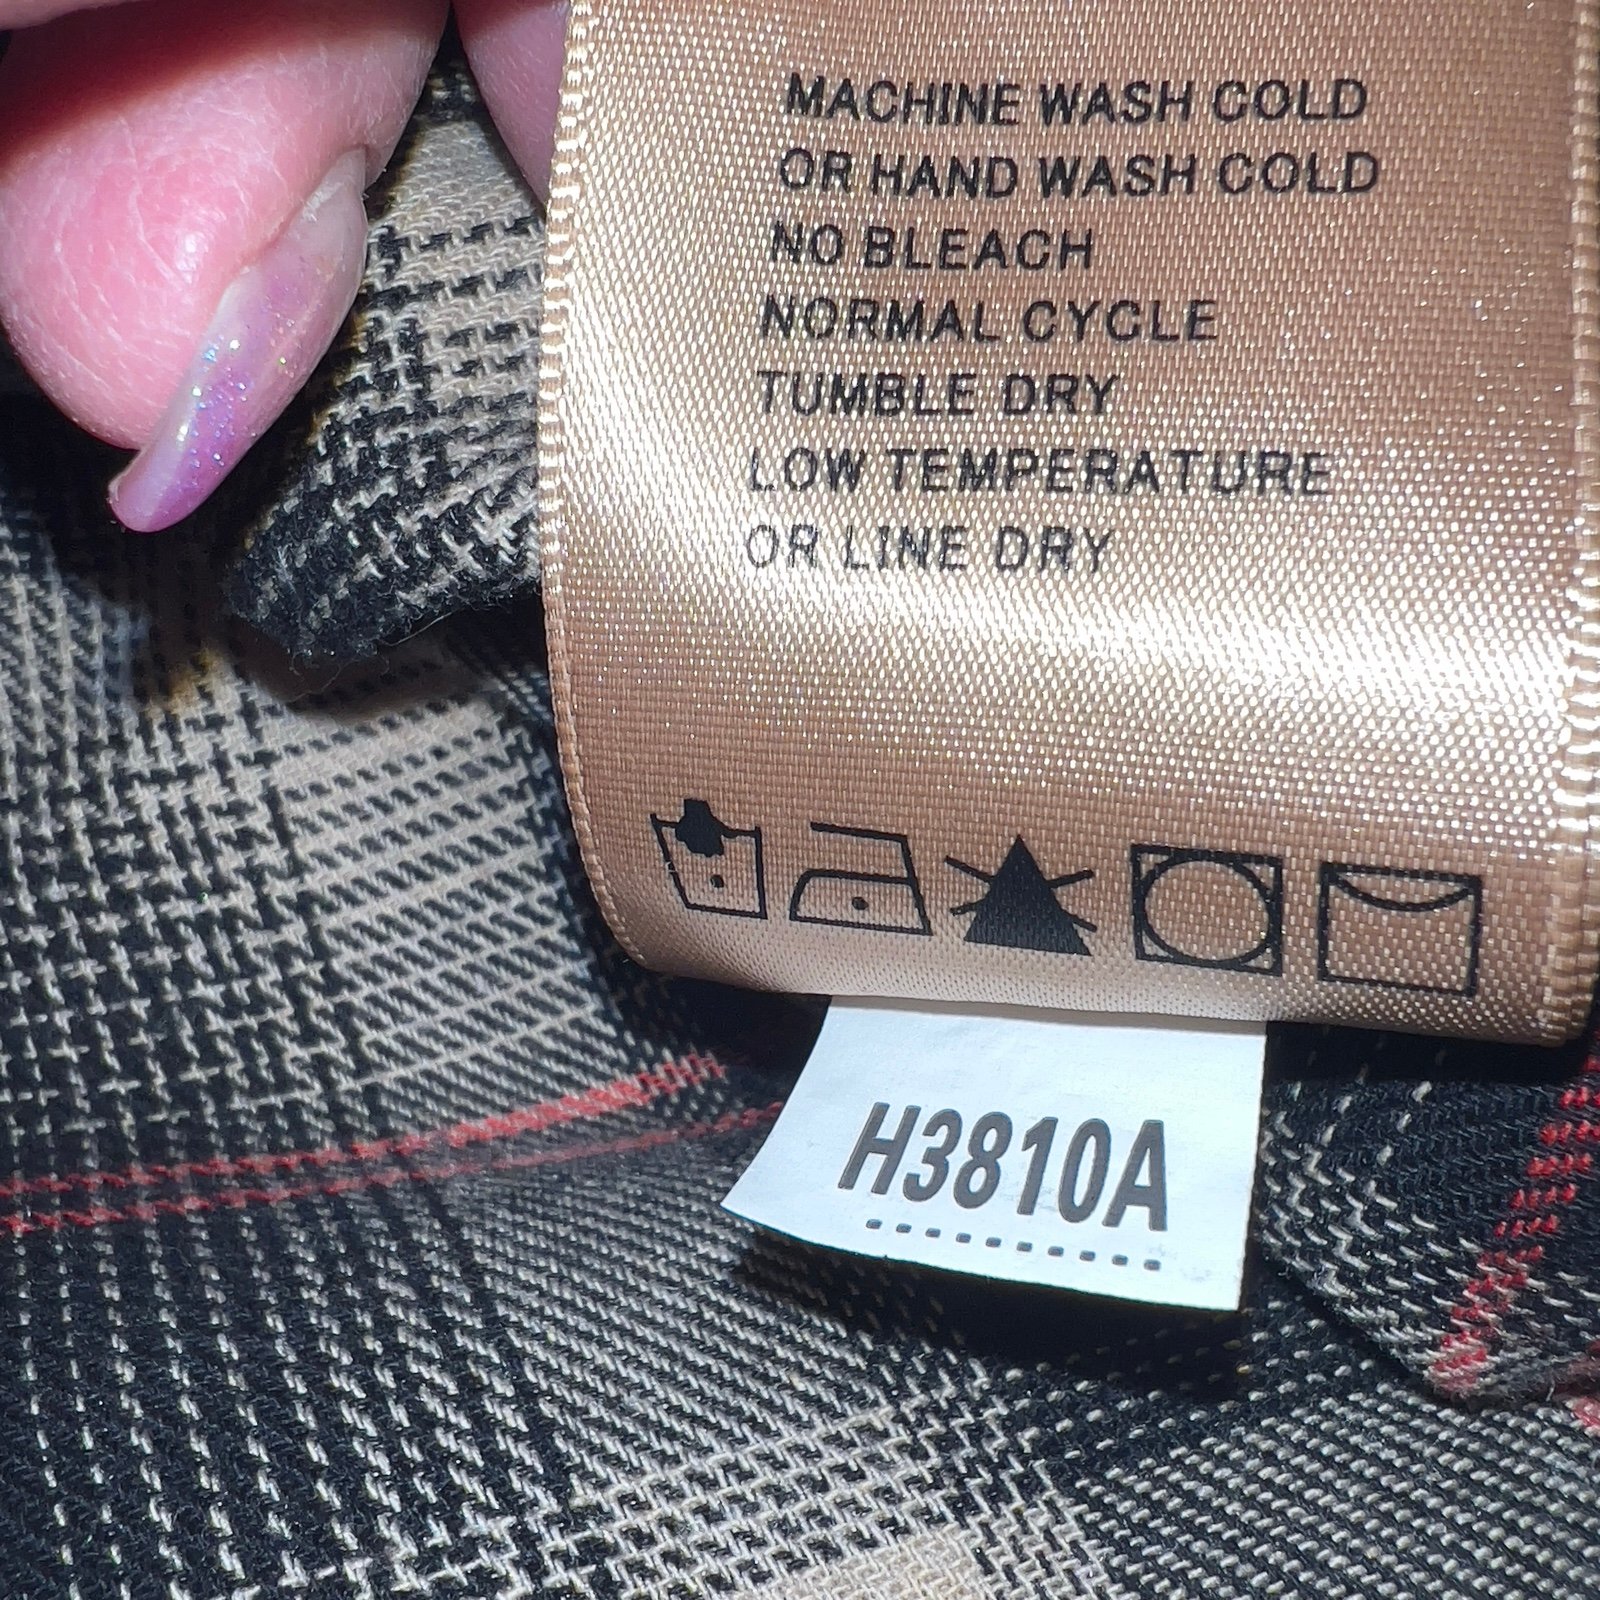 MACHINE WASH COLD
OR HAND WASH COLD
NO BLEACH
NORMAL CYCLE
TUMBLE DRY
LOW TEMPERATURE
OR LINE DRY
H3810A